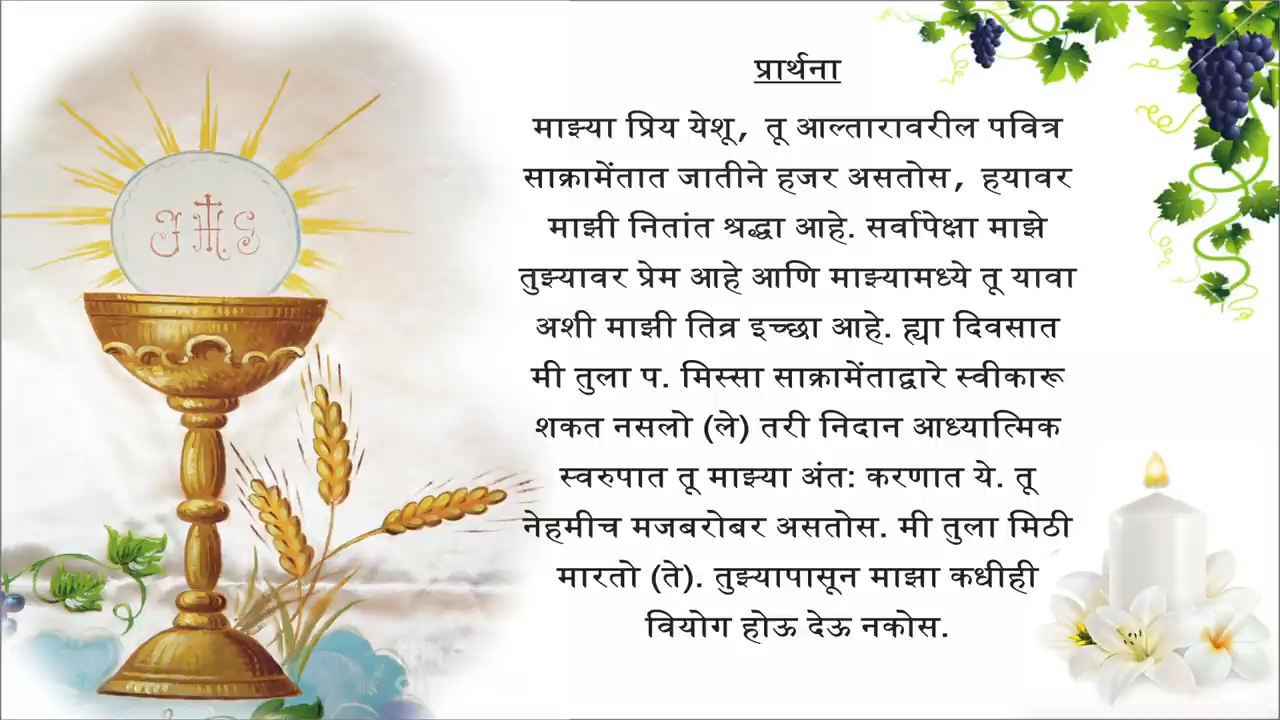 प्रार्थना
माझ्या प्रिय येशू, तू आल्तारावरील पवित्र
साक्रामेंतात जातीने हजर असतोस, हयावर
माझी नितांत श्रद्धा आहे. सर्वापेक्षा माझे
तुझ्यावर प्रेम आहे आणि माझ्यामध्ये तू यावा
अशी माझी तिव्र इच्छा आहे. ह्या दिवसात
मी तुला प. मिस्सा साक्रामेंताद्वारे स्वीकारू
शकत नसलो (ले) तरी निदान आध्यात्मिक
स्वरुपात तू माझ्या अंत: करणात ये. तू
नेहमीच मजबरोबर असतोस. मी तुला मिठी
मारतो (ते). तुझ्यापासून माझा कधीही
वियोग होऊ देऊ नकोस.
IHS